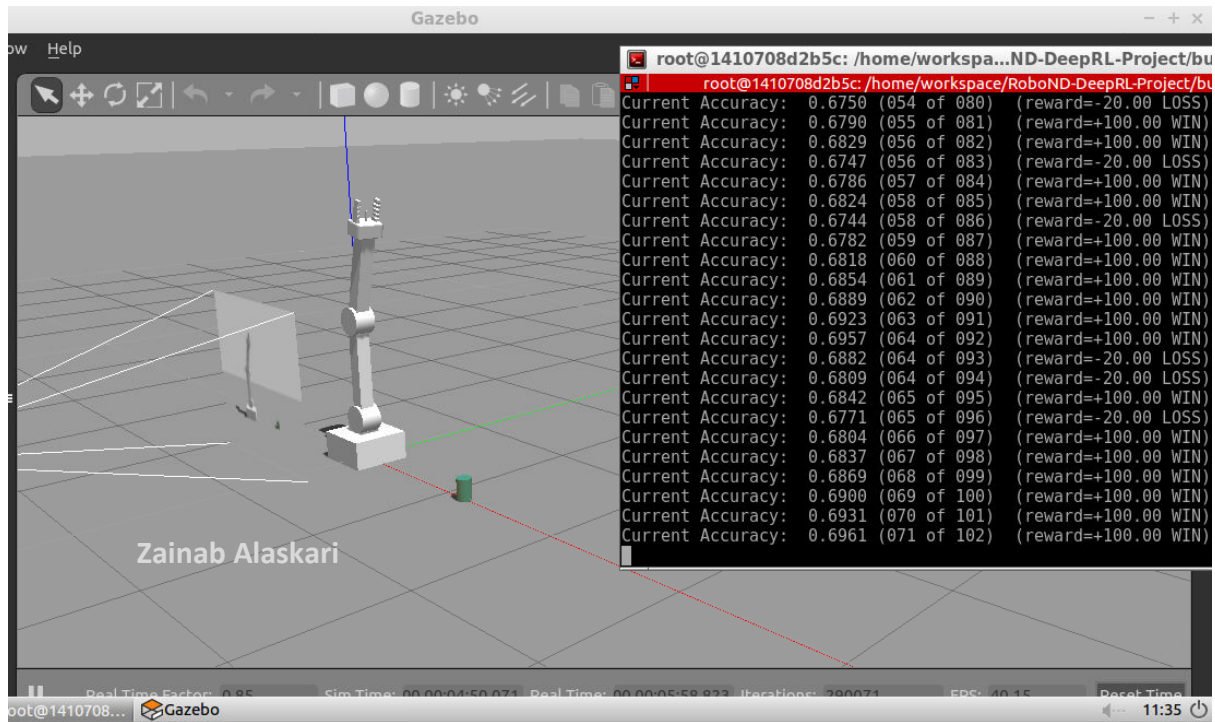 Gazebo
ow Help
root@1410708d2b5c: /home/workspa...ND-DeepRL-Project/bu
root@1410708d2b5c: /home/workspace/RoboND-DeepRL-Project/bu
Current Accuracy: 0.6750 (054 of 080) (reward=-20.00 LOSS)
Current Accuracy: 0.6790 (055 of 081) (reward=+100.00 WIN)
Current Accuracy: 0.6829 (056 of 082) (reward=+100.00 WIN)
Current Accuracy: 0.6747 (056 of 083) (reward=-20.00 LOSS)
Current Accuracy: 0.6786 (057 of 084) (reward=+100.00 WIN)
Current Accuracy: 0.6824 (058 of 085) (reward=+100.00 WIN)
Current Accuracy: 0.6744 (058 of 086) (reward=-20.00 LOSS)
Current Accuracy: 0.6782 (059 of 087) (reward=+100.00 WIN)
Current Accuracy: 0.6818 (060 of 088) (reward=+100.00 WIN)
Current Accuracy: 0.6854 (061 of 089) (reward=+100.00 WIN)
Current Accuracy: 0.6889 (062 of 090) (reward=+100.00 WIN)
Current Accuracy: 0.6923 (063 of 091) (reward=+100.00 WIN)
Current Accuracy: 0.6957 (064 of 092) (reward=+100.00 WIN)
Current Accuracy: 0.6882 (064 of 093) (reward=-20.00 LOSS)
Current Accuracy: 0.6809 (064 of 094) (reward=-20.00 LOSS)
Current Accuracy: 0.6842 (065 of 095) (reward=+100.00 WIN)
Current Accuracy: 0.6771 (065 of 096) (reward=-20.00 LOSS)
Current Accuracy: 0.6804 (066 of 097) (reward=+100.00 WIN)
Current Accuracy: 0.6837 (067 of 098) (reward=+100.00 WIN)
Current Accuracy: 0.6869 (068 of 099) (reward=+100.00 WIN)
Current Accuracy: 0.6900 (069 of 100) (reward=+100.00 WIN)
Current Accuracy: 0.6931 (070 of 101) (reward=+100.00 WIN)
Current Accuracy: 0.6961 (071 of 102) (reward=+100.00 WIN)
Zainab Alaskari
Real Time Factor: 0.85 Sim Time: 00 00:04:50.071 Real Time: 00 00:05:58.823 Iterations: 290071 FPS: 40.15 Reset Time
oot@1410708... Gazebo 11:35